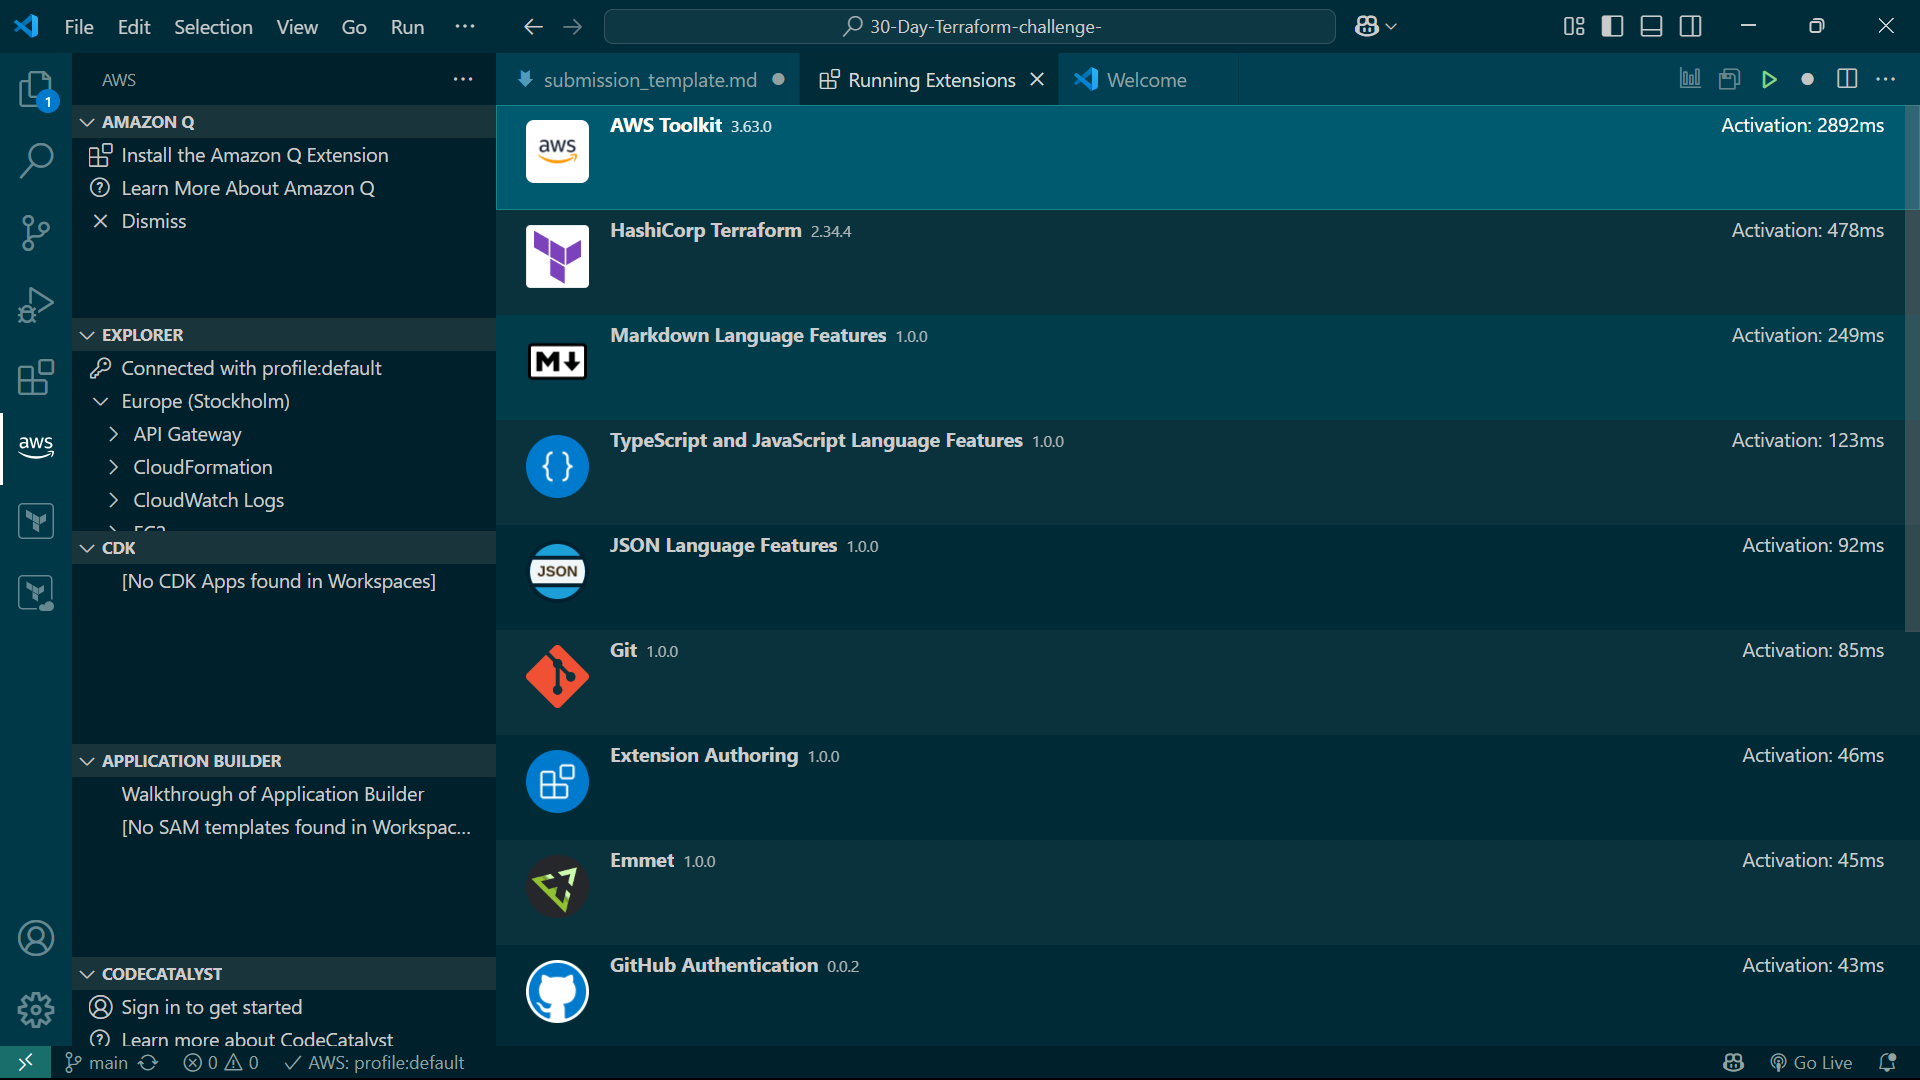 File Edit Selection View Go Run
30-Day-Terraform-challenge-
AWS
submission_template.md
Running Extensions
Welcome
1
AMAZON Q
Install the Amazon Q Extension
Learn More About Amazon Q
Dismiss
EXPLORER
Connected with profile:default
Europe (Stockholm)
API Gateway
CloudFormation
CloudWatch Logs
CDK
[No CDK Apps found in Workspaces]
APPLICATION BUILDER
Walkthrough of Application Builder
[No SAM templates found in Workspac...
CODECATALYST
Sign in to get started
Learn more about CodeCatalyst
aws
aws
AWS Toolkit 3.63.0
Activation: 2892ms
HashiCorp Terraform 2.34.4
Activation: 478ms
M
Markdown Language Features 1.0.0
Activation: 249ms
{}
TypeScript and JavaScript Language Features 1.0.0
Activation: 123ms
JSON
JSON Language Features 1.0.0
Activation: 92ms
Git 1.0.0
Activation: 85ms
Extension Authoring 1.0.0
Activation: 46ms
Emmet 1.0.0
Activation: 45ms
GitHub Authentication 0.0.2
Activation: 43ms
main 0 0 AWS: profile:default
Go Live